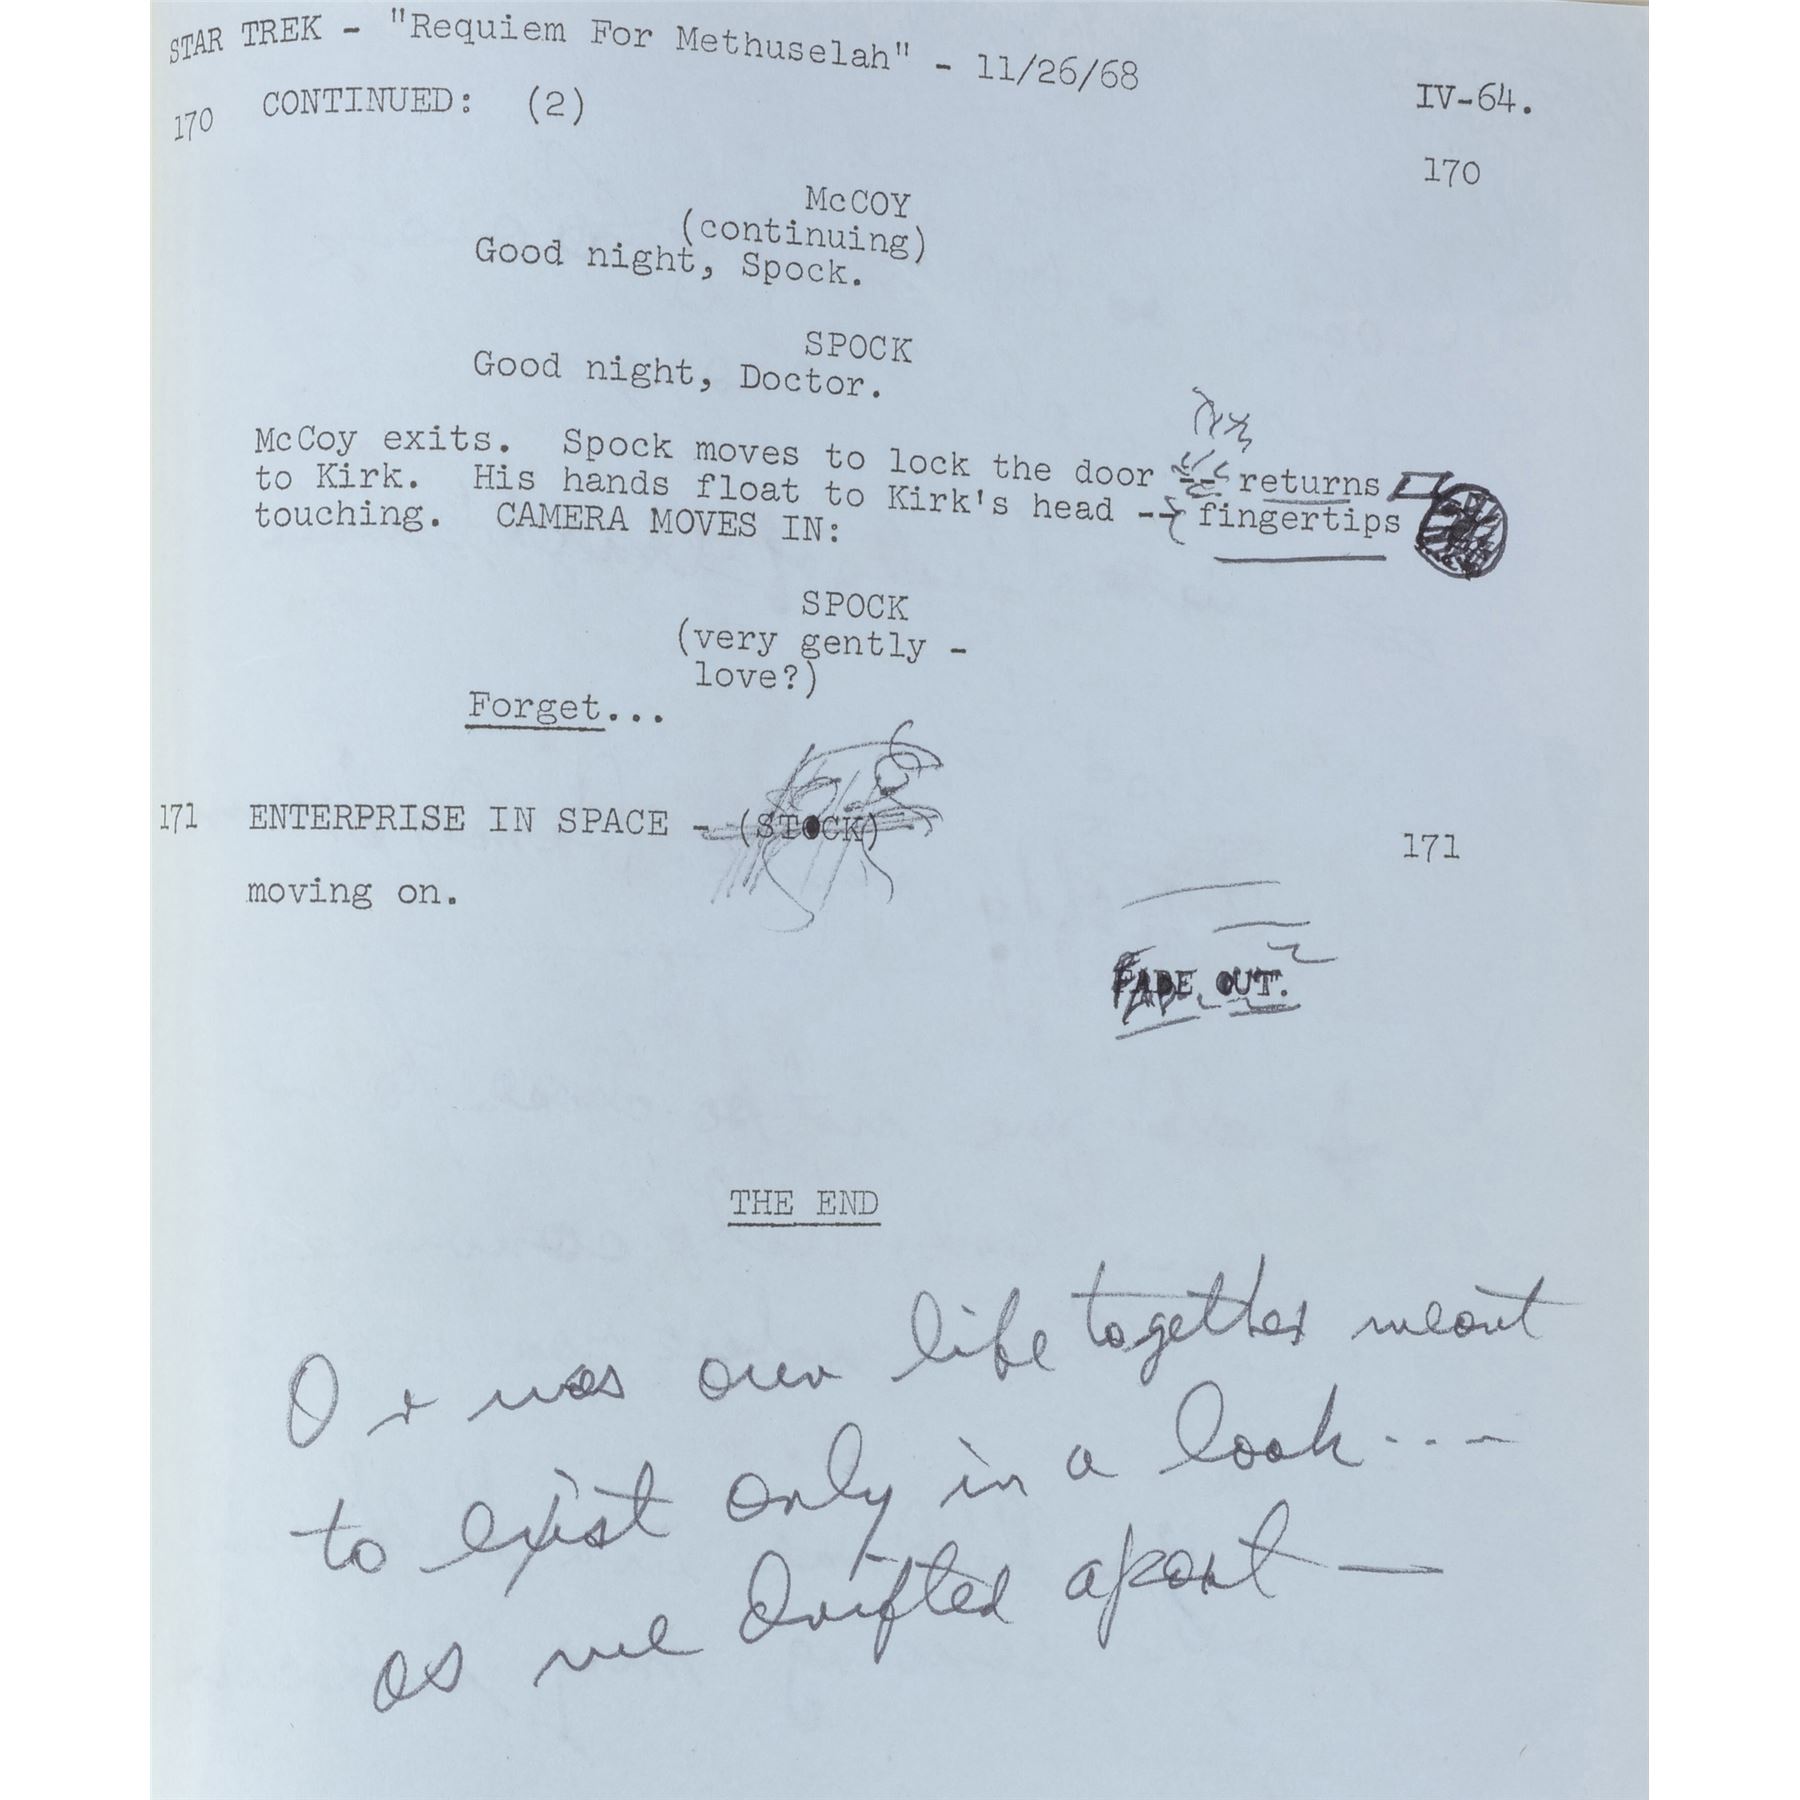 STAR TREK - "Requiem For Methuselah" - 11/26/68
IV-64.
170 CONTINUED: (2)
170
McCOY
(continuing)
Good night, Spock.
SPOCK
Good night, Doctor.
McCoy exits. Spock moves to lock the door -- returns
to Kirk. His hands float to Kirk's head -- fingertips
touching. CAMERA MOVES IN:
SPOCK
(very gently -
love?)
Forget...
171 ENTERPRISE IN SPACE - (STOCK)
171
moving on.
FADE OUT.
THE END
O + was our life together meant
to exist only in a look...-
as we drifted apart —